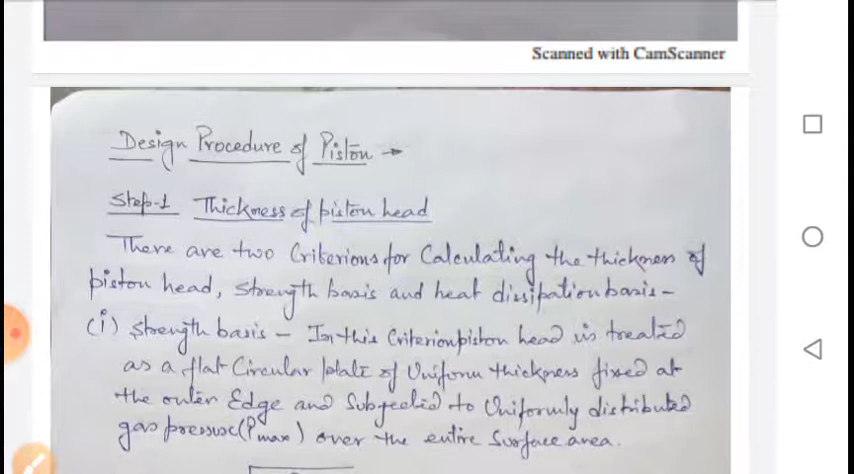 Scanned with CamScanner
Design Procedure of Piston →
Step-1 Thickness of piston head
There are two Criterions for Calculating the thickness of
piston head, strength basis and heat dissipation basis -
(i) Strength basis - In this Criterion piston head is treated
as a flat Circular plate of Uniform thickness fixed at
the outer Edge and Subjected to Uniformly distributed
gas pressure (Pmax) over the entire Surface area.